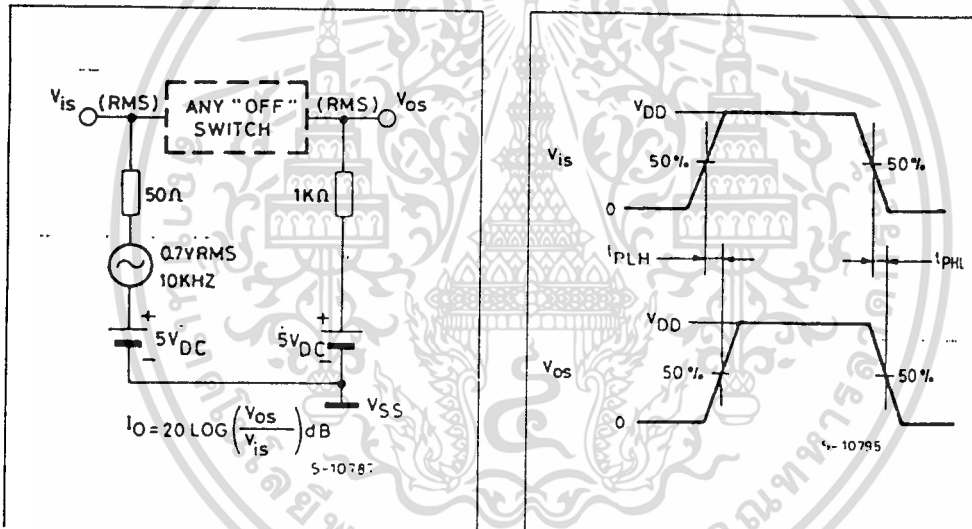 Vis (RMS) ANY "OFF" SWITCH (RMS) Vos
50Ω
1KΩ
0.7VRMS
10KHZ
+
5VDC
-
+
5VDC
-
VSS
IO = 20 LOG (Vos/Vis) dB
VDD
Vis
50%
50%
0
tPLH
tPHL
VDD
Vos
50%
50%
0
S-10795